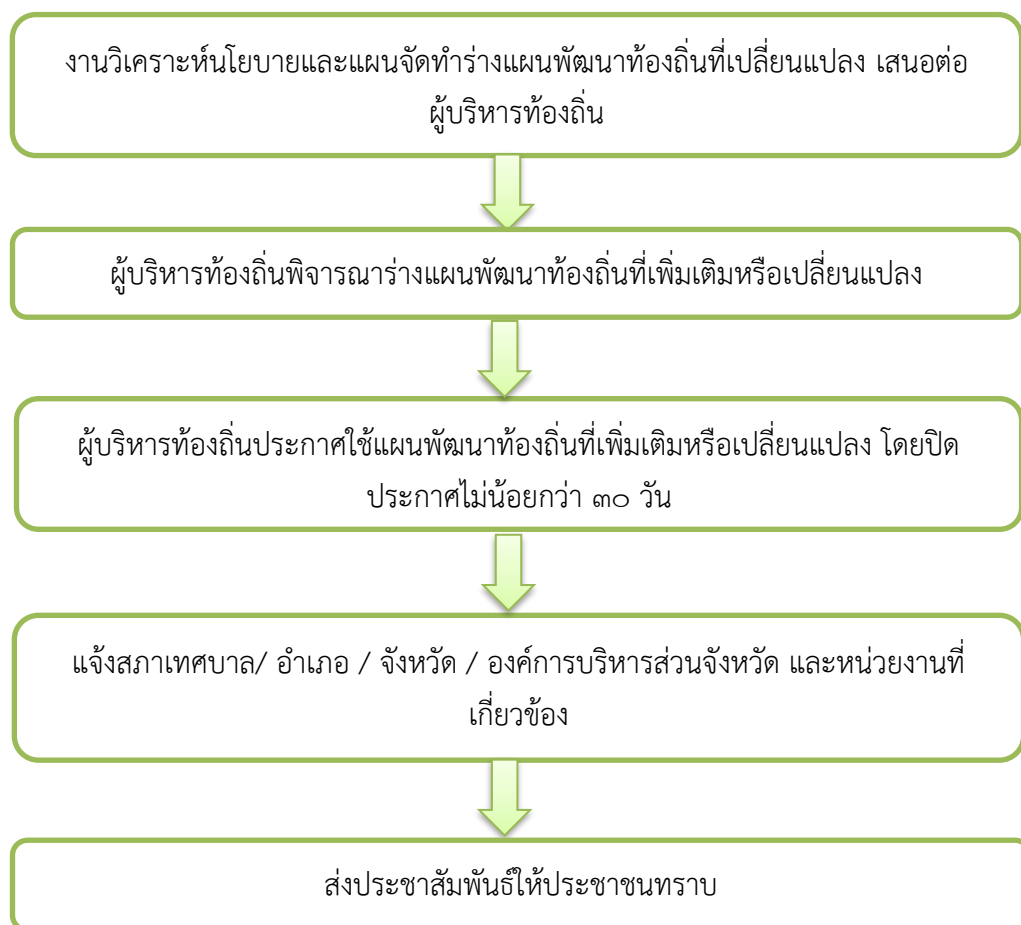 งานวิเคราะห์นโยบายและแผนจัดทำร่างแผนพัฒนาท้องถิ่นที่เปลี่ยนแปลง เสนอต่อ
ผู้บริหารท้องถิ่น
ผู้บริหารท้องถิ่นพิจารณาร่างแผนพัฒนาท้องถิ่นที่เพิ่มเติมหรือเปลี่ยนแปลง
ผู้บริหารท้องถิ่นประกาศใช้แผนพัฒนาท้องถิ่นที่เพิ่มเติมหรือเปลี่ยนแปลง โดยปิด
ประกาศไม่น้อยกว่า ๓๐ วัน
แจ้งสภาเทศบาล/ อำเภอ / จังหวัด / องค์การบริหารส่วนจังหวัด และหน่วยงานที่
เกี่ยวข้อง
ส่งประชาสัมพันธ์ให้ประชาชนทราบ